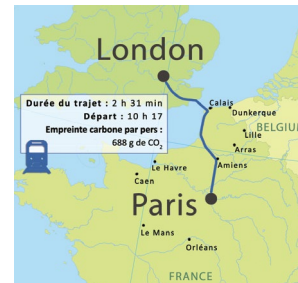 London
Durée du trajet : 2 h 31 min
Départ : 10 h 17
Empreinte carbone par pers :
688 g de CO2
Calais
Dunkerque
BELGIU
Lille
Arras
Amiens
Le Havre
Caen
Paris
Le Mans
Orléans
FRANCE